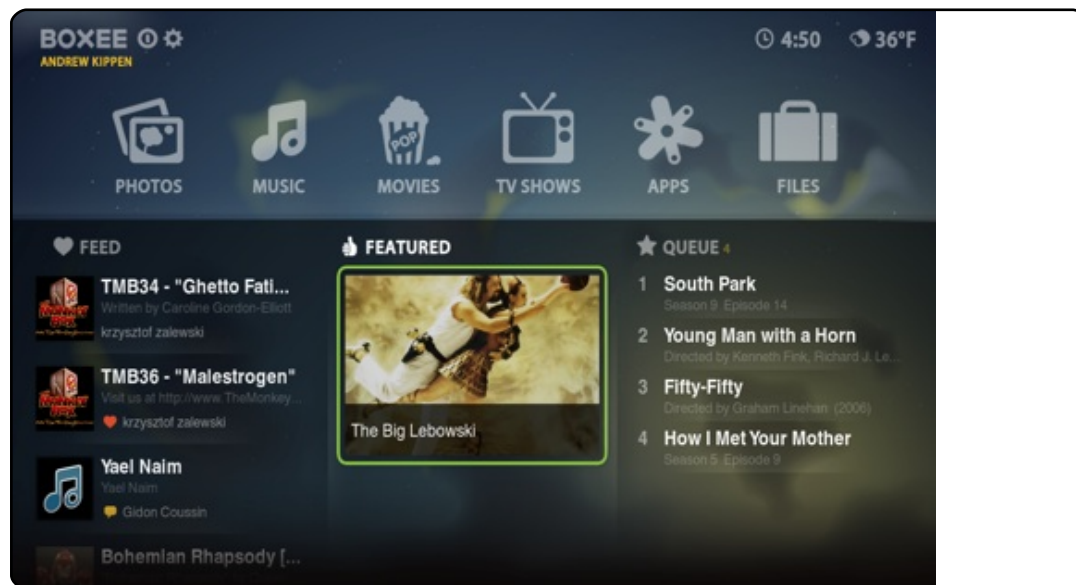 BOXEE
ANDREW KIPPEN
4:50
36°F
POP
PHOTOS
MUSIC
MOVIES
TV SHOWS
APPS
FILES
FEED
TMB34 - "Ghetto Fati...
Written by Caroline Gordon-Elliott
krzysztof zalewski
TMB36 - "Malestrogen"
Visit us at http://www.TheMonkey...
krzysztof zalewski
Yael Naim
Yael Naim
Gidon Coussin
Bohemian Rhapsody [...
FEATURED
The Big Lebowski
QUEUE 4
1 South Park
Season 9 Episode 14
2 Young Man with a Horn
Directed by Kenneth Fink, Richard J. Le...
3 Fifty-Fifty
Directed by Graham Linehan (2006)
4 How I Met Your Mother
Season 5 Episode 9